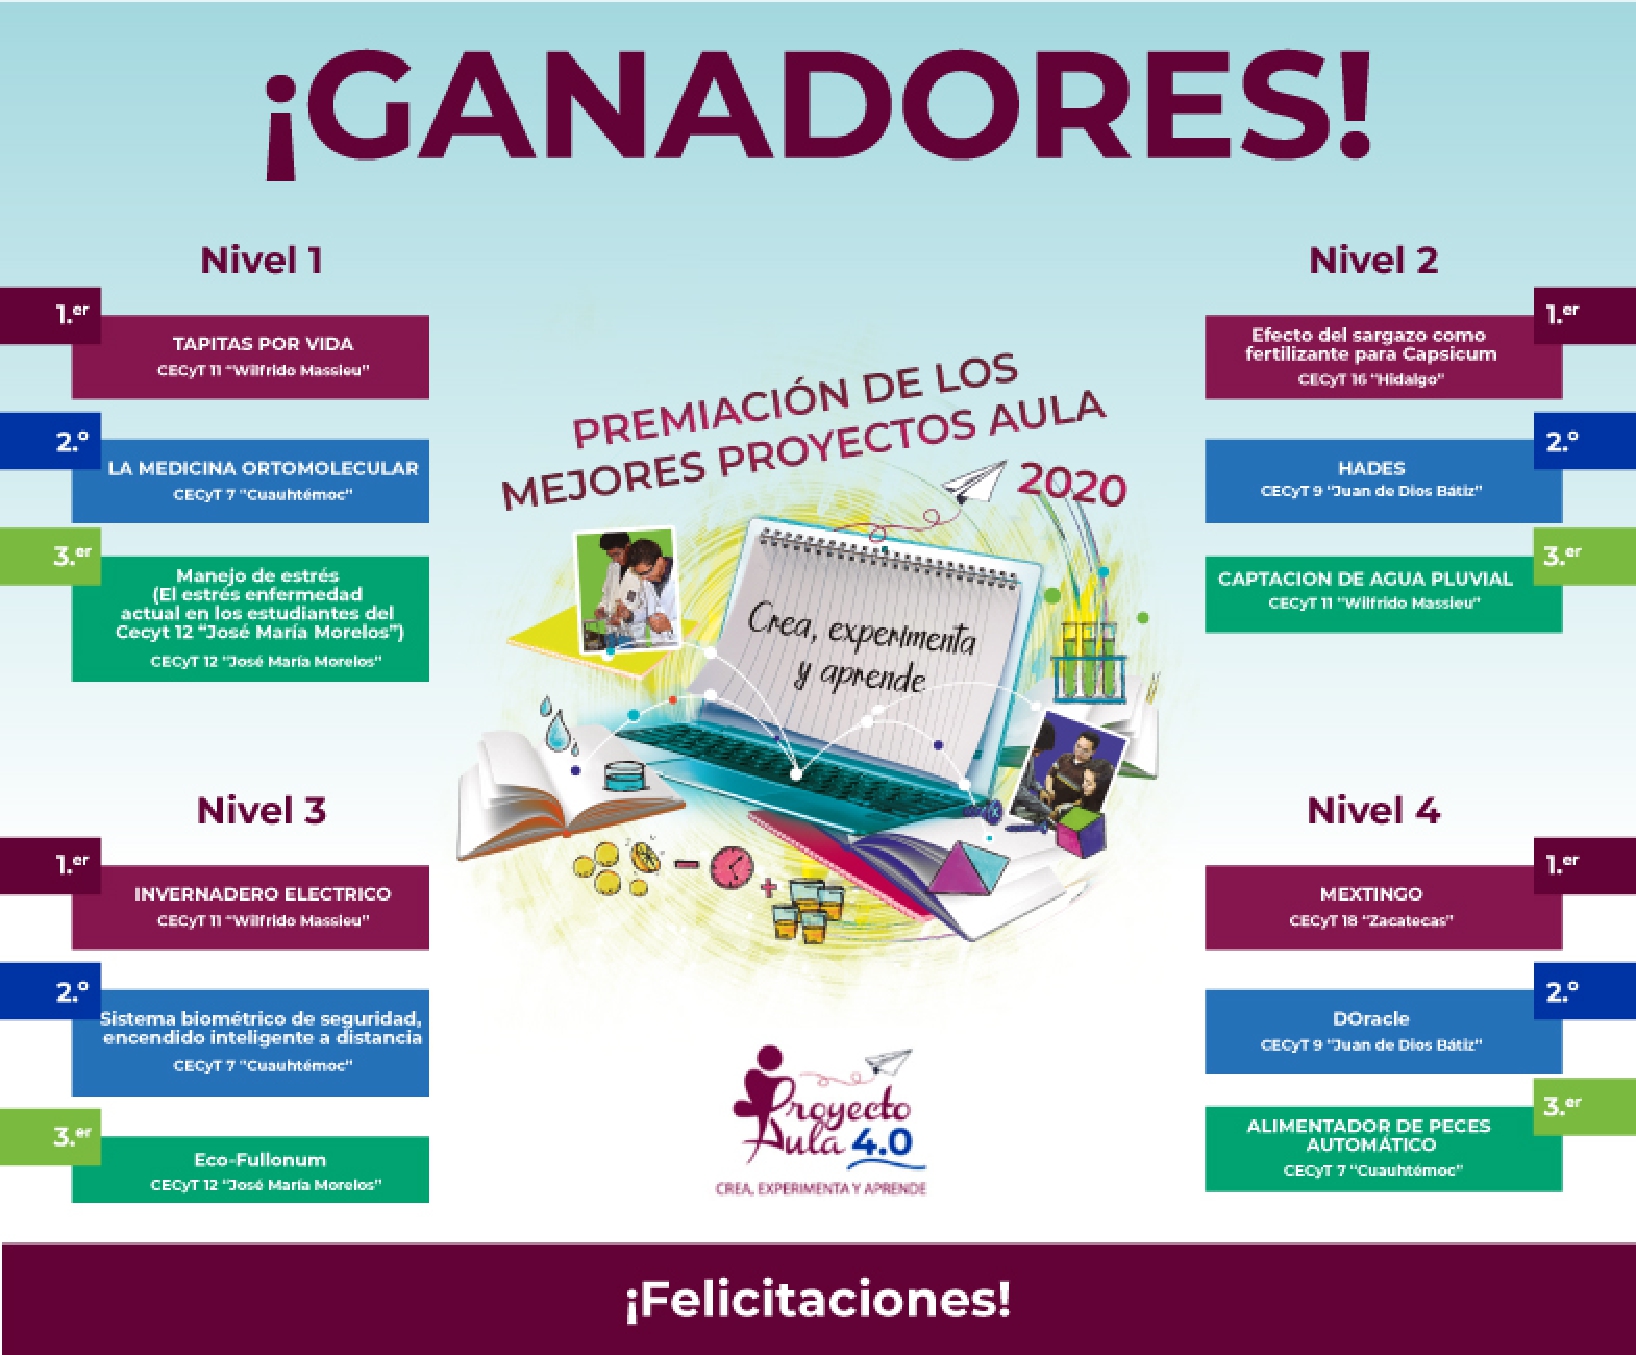 ¡GANADORES!
Nivel 1
1.er
TAPITAS POR VIDA
CECyT 11 "Wilfrido Massieu"
2.º
LA MEDICINA ORTOMOLECULAR
CECyT 7 "Cuauhtémoc"
3.er
Manejo de estrés
(El estrés enfermedad
actual en los estudiantes del
Cecyt 12 "José María Morelos")
CECyT 12 "José María Morelos"
Nivel 2
1.er
Efecto del sargazo como
fertilizante para Capsicum
CECyT 16 "Hidalgo"
2.º
HADES
CECyT 9 "Juan de Dios Bátiz"
3.er
CAPTACION DE AGUA PLUVIAL
CECyT 11 "Wilfrido Massieu"
PREMIACIÓN DE LOS
MEJORES PROYECTOS AULA
2020
Crea, experimenta
y aprende
Nivel 3
1.er
INVERNADERO ELECTRICO
CECyT 11 "Wilfrido Massieu"
2.º
Sistema biométrico de seguridad,
encendido inteligente a distancia
CECyT 7 "Cuauhtémoc"
3.er
Eco-Fullonum
CECyT 12 "José María Morelos"
Nivel 4
1.er
MEXTINGO
CECyT 18 "Zacatecas"
2.º
DOracle
CECyT 9 "Juan de Dios Bátiz"
3.er
ALIMENTADOR DE PECES
AUTOMÁTICO
CECyT 7 "Cuauhtémoc"
Proyecto
Aula 4.0
CREA, EXPERIMENTA Y APRENDE
¡Felicitaciones!